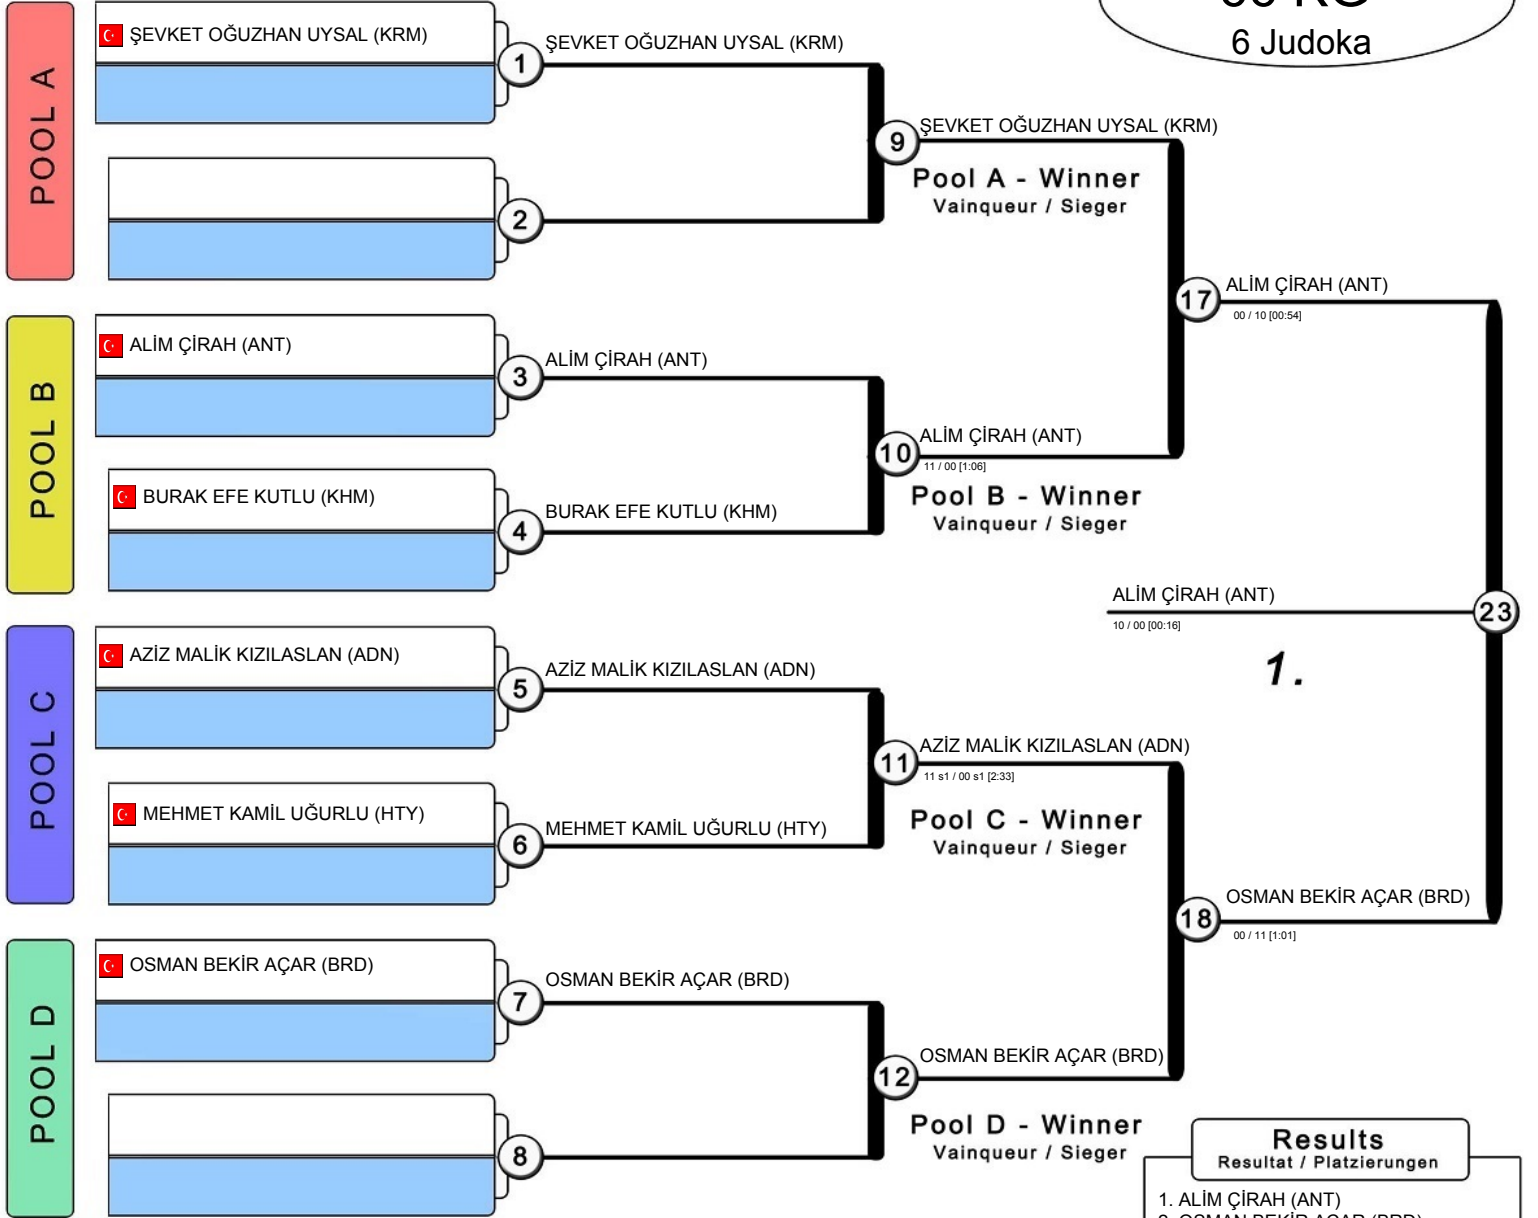 6 Judoka
POOL A
ŞEVKET OĞUZHAN UYSAL (KRM)
1
ŞEVKET OĞUZHAN UYSAL (KRM)
2
9
ŞEVKET OĞUZHAN UYSAL (KRM)
Pool A - Winner
Vainqueur / Sieger
17
ALİM ÇİRAH (ANT)
00 / 10 [00:54]
POOL B
ALİM ÇİRAH (ANT)
3
ALİM ÇİRAH (ANT)
BURAK EFE KUTLU (KHM)
4
BURAK EFE KUTLU (KHM)
10
ALİM ÇİRAH (ANT)
11 / 00 [1:06]
Pool B - Winner
Vainqueur / Sieger
ALİM ÇİRAH (ANT)
10 / 00 [00:16]
23
1.
POOL C
AZİZ MALİK KIZILASLAN (ADN)
5
AZİZ MALİK KIZILASLAN (ADN)
MEHMET KAMİL UĞURLU (HTY)
6
MEHMET KAMİL UĞURLU (HTY)
11
AZİZ MALİK KIZILASLAN (ADN)
11 s1 / 00 s1 [2:33]
Pool C - Winner
Vainqueur / Sieger
18
OSMAN BEKİR AÇAR (BRD)
00 / 11 [1:01]
POOL D
OSMAN BEKİR AÇAR (BRD)
7
OSMAN BEKİR AÇAR (BRD)
8
12
OSMAN BEKİR AÇAR (BRD)
Pool D - Winner
Vainqueur / Sieger
Results
Resultat / Platzierungen
1. ALİM ÇİRAH (ANT)
OSMAN BEKİR AÇAR (BRD)